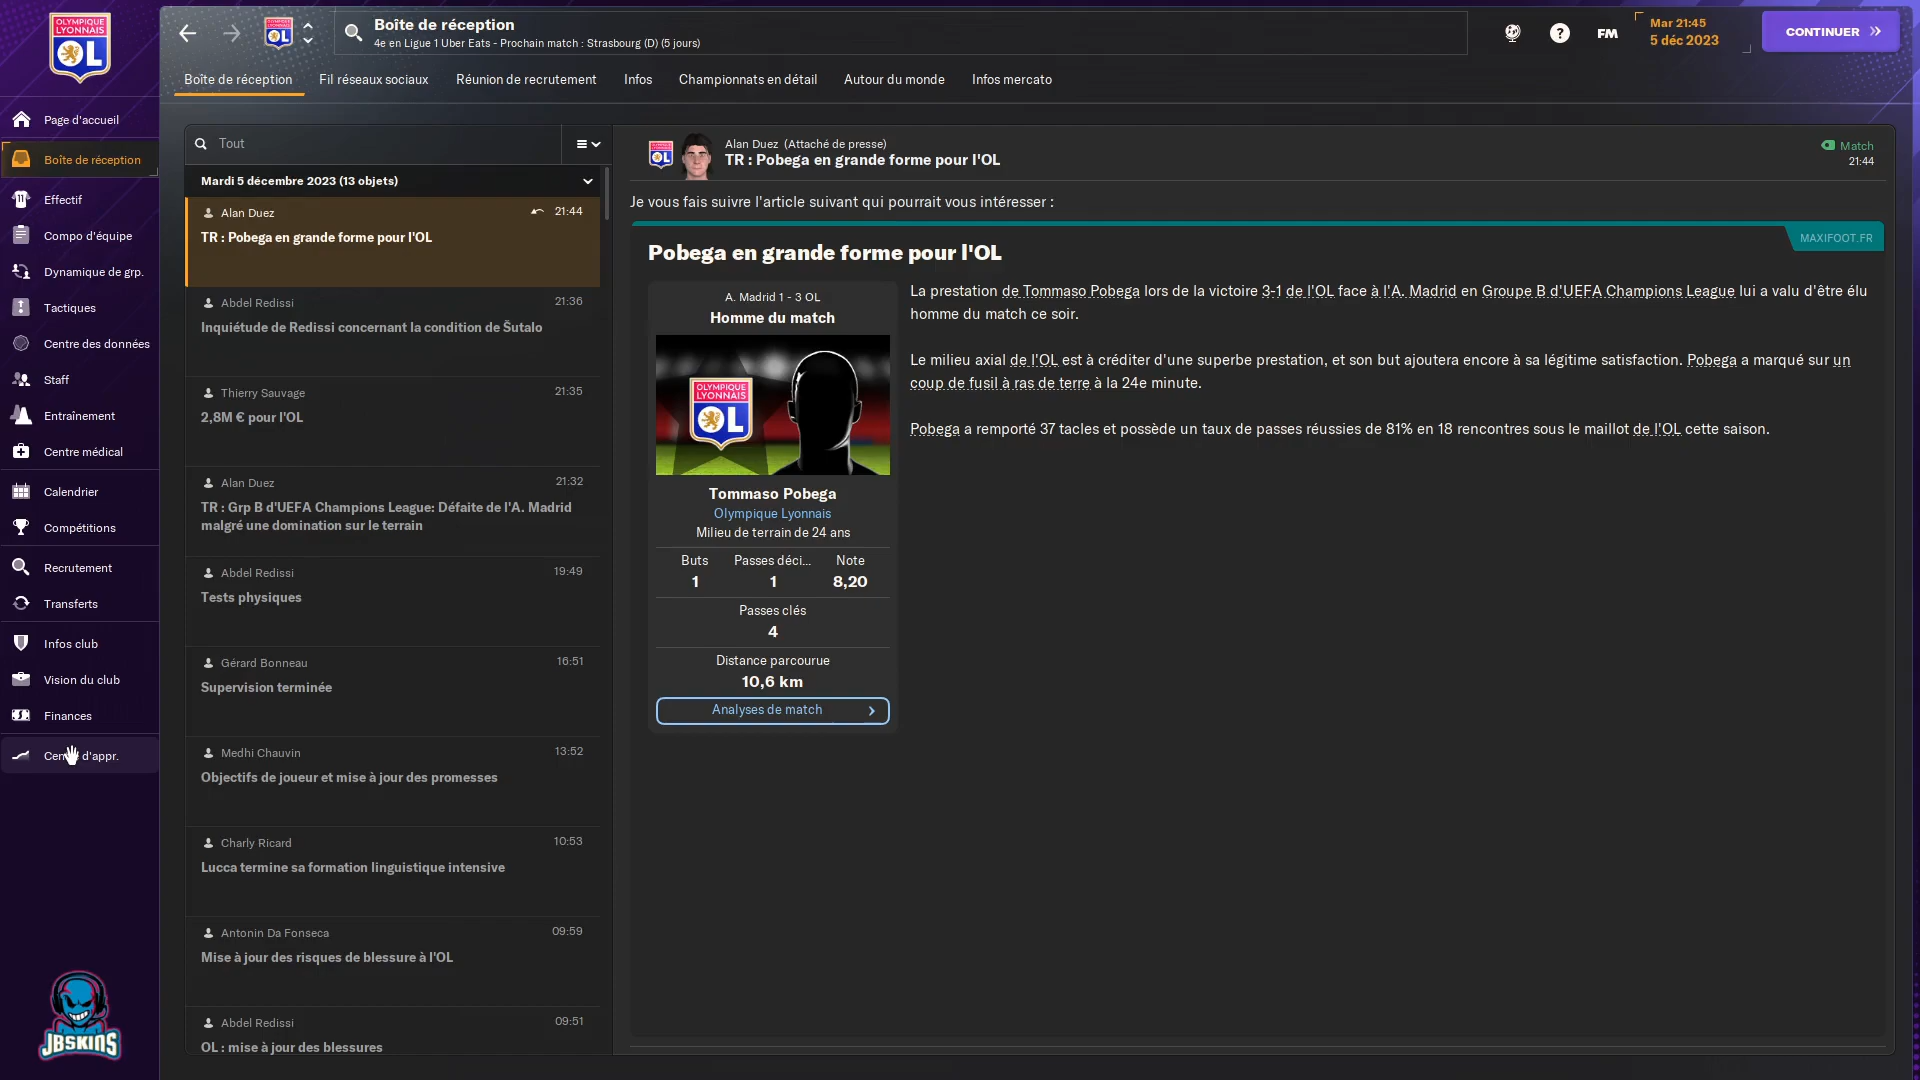 OLYMPIQUE
LYONNAIS
OL
Boîte de réception
4e en Ligue 1 Uber Eats - Prochain match : Strasbourg (D) (5 jours)
FM
Mar 21:45
5 déc 2023
CONTINUER
Boîte de réception
Fil réseaux sociaux
Réunion de recrutement
Infos
Championnats en détail
Autour du monde
Infos mercato
Page d'accueil
Boîte de réception
Effectif
Compo d'équipe
Dynamique de grp.
Tactiques
Centre des données
Staff
Entraînement
Centre médical
Calendrier
Compétitions
Recrutement
Transferts
Infos club
Vision du club
Finances
d'appr.
JBSKINS
Tout
Mardi 5 décembre 2023 (13 objets)
Alan Duez
21:44
TR : Pobega en grande forme pour l'OL
Abdel Redissi
21:36
Inquiétude de Redissi concernant la condition de Šutalo
Thierry Sauvage
21:35
2,8M € pour l'OL
Alan Duez
21:32
TR : Grp B d'UEFA Champions League: Défaite de l'A. Madrid
malgré une domination sur le terrain
Abdel Redissi
19:49
Tests physiques
Gérard Bonneau
16:51
Supervision terminée
Medhi Chauvin
13:52
Objectifs de joueur et mise à jour des promesses
Charly Ricard
10:53
Lucca termine sa formation linguistique intensive
Antonin Da Fonseca
09:59
Mise à jour des risques de blessure à l'OL
Abdel Redissi
09:51
OL : mise à jour des blessures
Alan Duez (Attaché de presse)
TR : Pobega en grande forme pour l'OL
Match
21:44
Je vous fais suivre l'article suivant qui pourrait vous intéresser :
MAXIFOOT.FR
Pobega en grande forme pour l'OL
A. Madrid 1 - 3 OL
Homme du match
OLYMPIQUE
LYONNAIS
OL
Tommaso Pobega
Olympique Lyonnais
Milieu de terrain de 24 ans
Buts Passes déci... Note
1 1 8,20
Passes clés
4
Distance parcourue
10,6 km
Analyses de match
La prestation de Tommaso Pobega lors de la victoire 3-1 de l'OL face à l'A. Madrid en Groupe B d'UEFA Champions League lui a valu d'être élu
homme du match ce soir.
Le milieu axial de l'OL est à créditer d'une superbe prestation, et son but ajoutera encore à sa légitime satisfaction. Pobega a marqué sur un
coup de fusil à ras de terre à la 24e minute.
Pobega a remporté 37 tacles et possède un taux de passes réussies de 81% en 18 rencontres sous le maillot de l'OL cette saison.